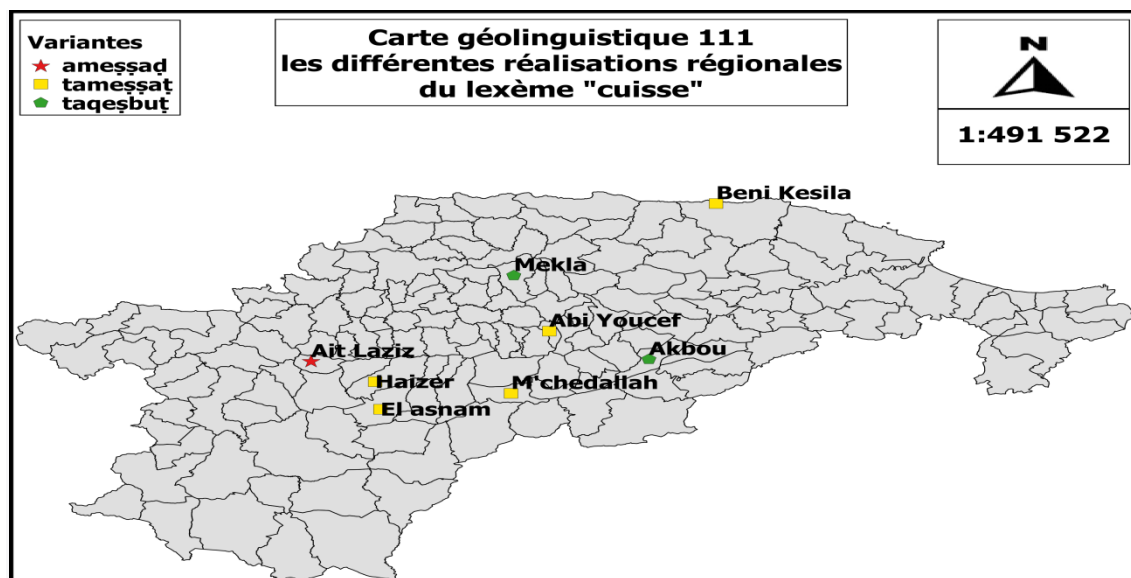 Variantes
ameṣṣaḍ
tameṣṣaṭ
taqeṣbuṭ
Carte géolinguistique 111
les différentes réalisations régionales
du lexème "cuisse"
N
1:491 522
Beni Kesila
Mekla
Abi Youcef
Ait Laziz
Akbou
Haizer
M'chedallah
El asnam